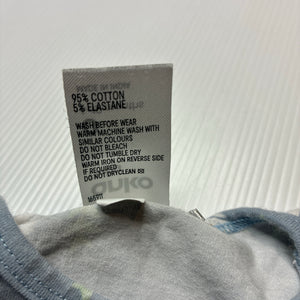 95% COTTON
5% ELASTANE
WASH BEFORE WEAR
WARM MACHINE WASH WITH
SIMILAR COLOURS
DO NOT BLEACH
DO NOT TUMBLE DRY
WARM IRON ON REVERSE SIDE
IF REQUIRED
DO NOT DRYCLEAN
anko